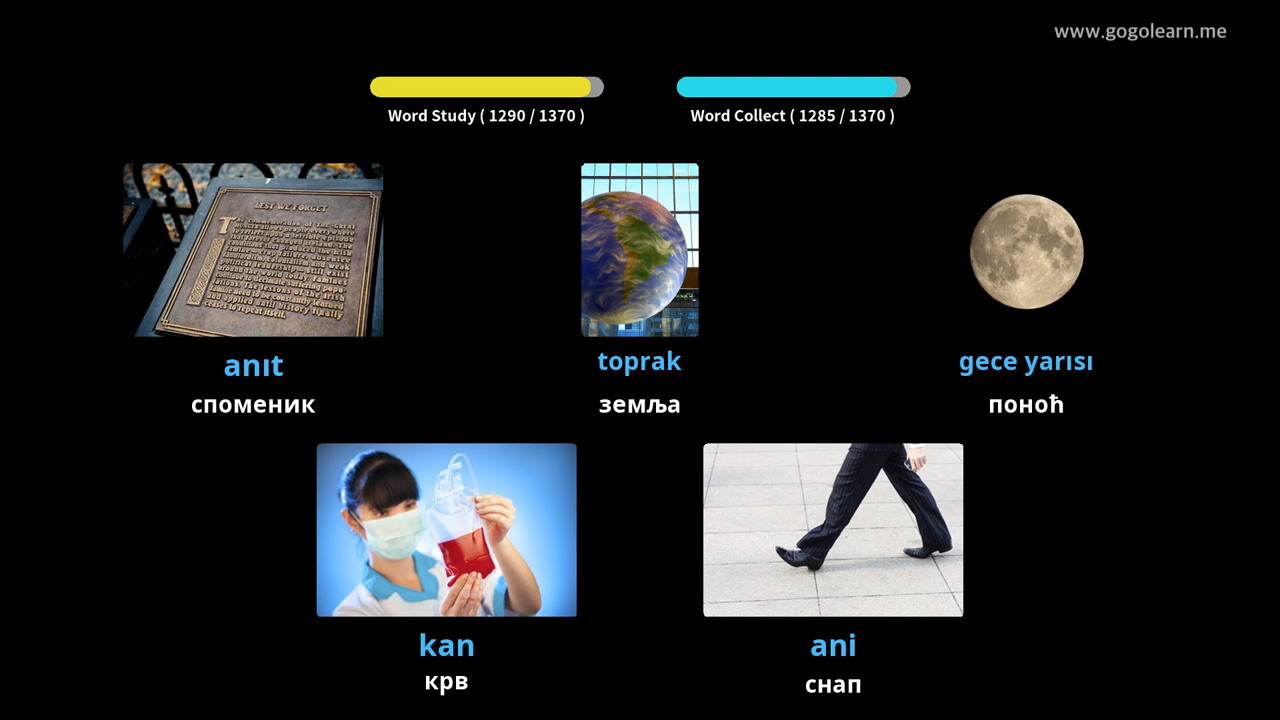 www.gogolearn.me
Word Study ( 1290 / 1370 )
Word Collect ( 1285 / 1370 )
LEST WE FORGET
anıt
споменик
toprak
земља
gece yarısı
поноћ
kan
крв
ani
снап